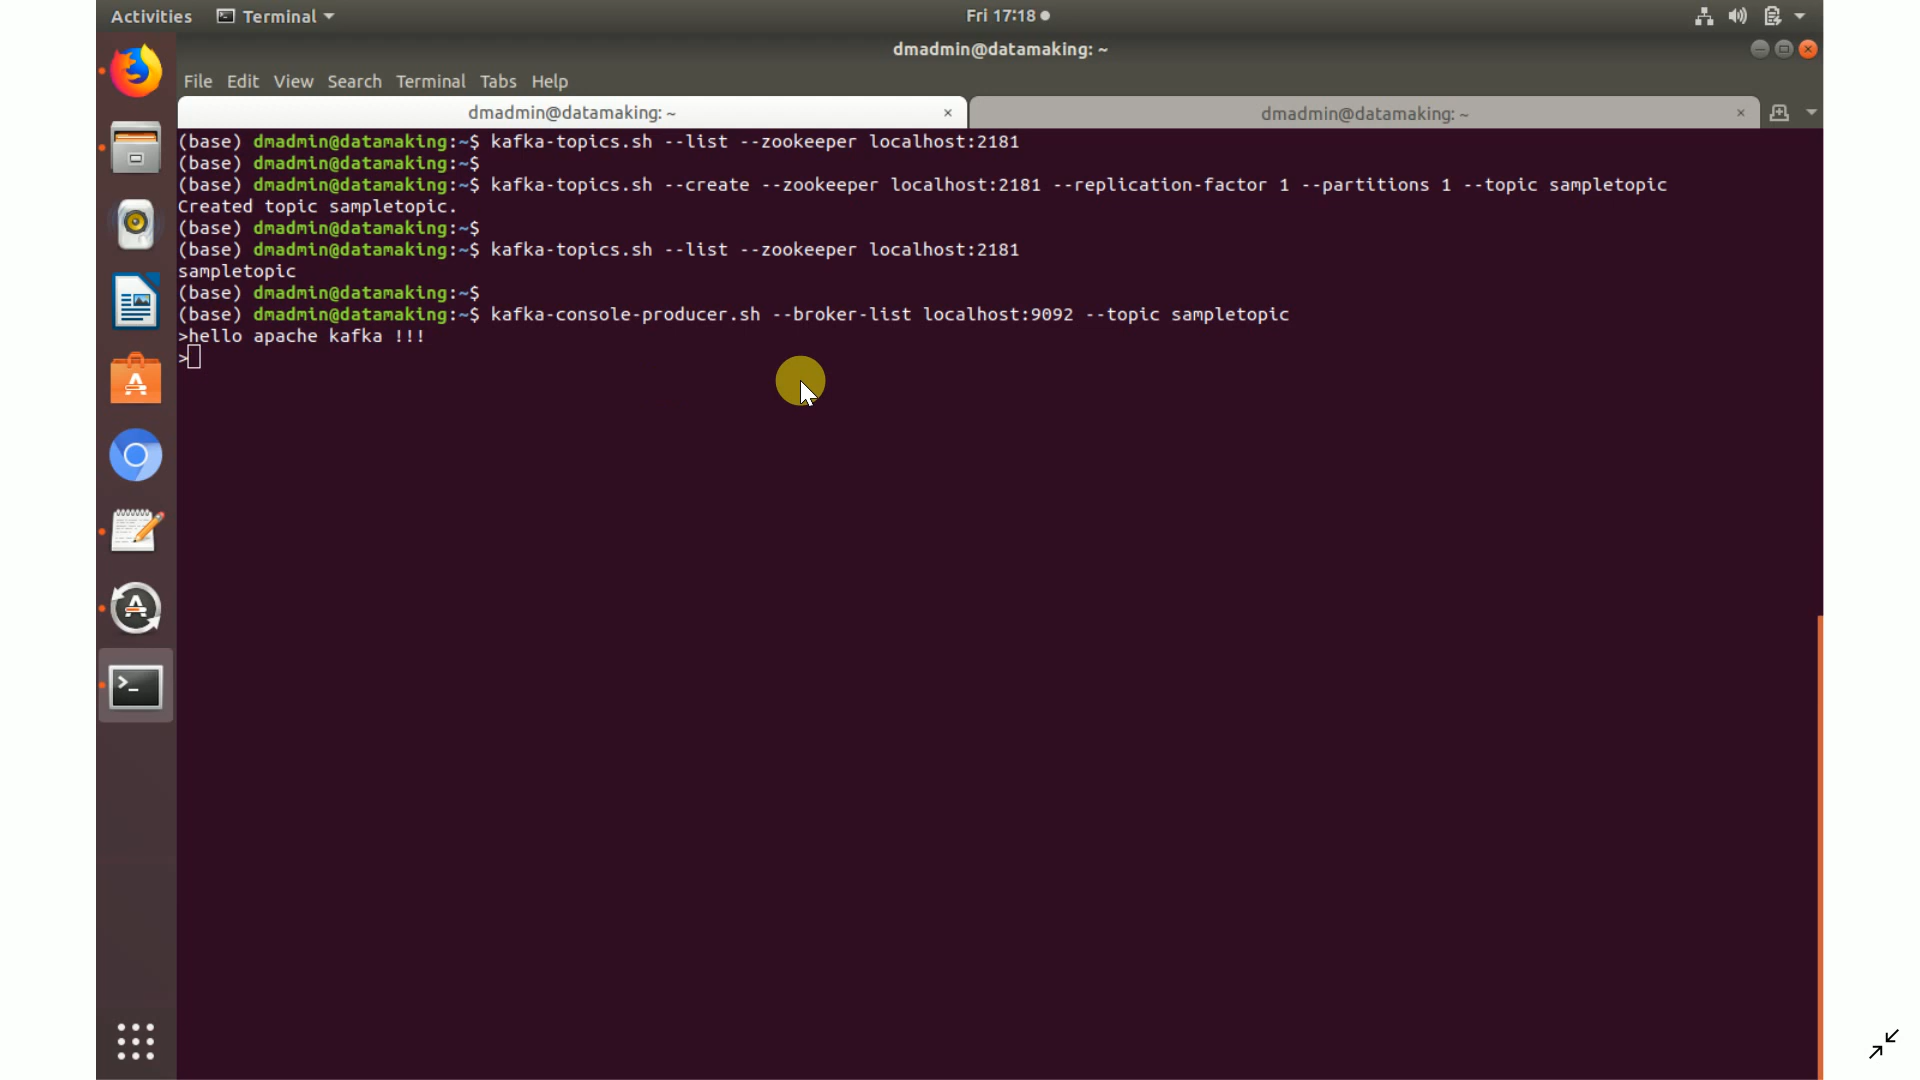 Activities Terminal Fri 17:18
dmadmin@datamaking: ~
File Edit View Search Terminal Tabs Help
dmadmin@datamaking: ~ dmadmin@datamaking: ~
(base) dmadmin@datamaking:~$ kafka-topics.sh --list --zookeeper localhost:2181
(base) dmadmin@datamaking:~$
(base) dmadmin@datamaking:~$ kafka-topics.sh --create --zookeeper localhost:2181 --replication-factor 1 --partitions 1 --topic sampletopic
Created topic sampletopic.
(base) dmadmin@datamaking:~$
(base) dmadmin@datamaking:~$ kafka-topics.sh --list --zookeeper localhost:2181
sampletopic
(base) dmadmin@datamaking:~$
(base) dmadmin@datamaking:~$ kafka-console-producer.sh --broker-list localhost:9092 --topic sampletopic
>hello apache kafka !!!
>